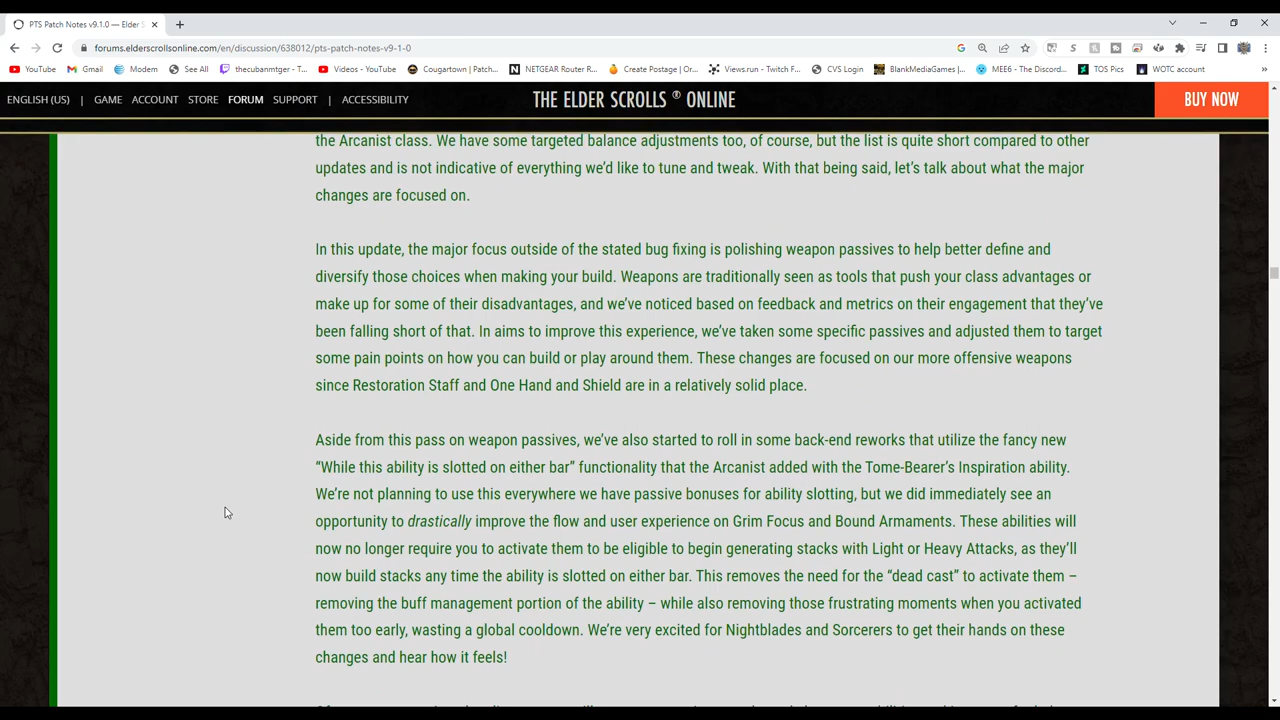 PTS Patch Notes v9.1.0 — Elder S
forums.elderscrollsonline.com/en/discussion/638012/pts-patch-notes-v9-1-0
YouTube Gmail Modem See All thecubanmtger - T... Videos - YouTube Cougartown | Patch... NETGEAR Router R... Create Postage | Or... Views.run - Twitch F... CVS Login BlankMediaGames |... MEE6 - The Discord... TOS Picks WOTC account »
ENGLISH (US) | GAME ACCOUNT STORE FORUM SUPPORT | ACCESSIBILITY THE ELDER SCROLLS ® ONLINE BUY NOW
the Arcanist class. We have some targeted balance adjustments too, of course, but the list is quite short compared to other
updates and is not indicative of everything we’d like to tune and tweak. With that being said, let’s talk about what the major
changes are focused on.
In this update, the major focus outside of the stated bug fixing is polishing weapon passives to help better define and
diversify those choices when making your build. Weapons are traditionally seen as tools that push your class advantages or
make up for some of their disadvantages, and we’ve noticed based on feedback and metrics on their engagement that they’ve
been falling short of that. In aims to improve this experience, we’ve taken some specific passives and adjusted them to target
some pain points on how you can build or play around them. These changes are focused on our more offensive weapons
since Restoration Staff and One Hand and Shield are in a relatively solid place.
Aside from this pass on weapon passives, we’ve also started to roll in some back-end reworks that utilize the fancy new
“While this ability is slotted on either bar” functionality that the Arcanist added with the Tome-Bearer’s Inspiration ability.
We’re not planning to use this everywhere we have passive bonuses for ability slotting, but we did immediately see an
opportunity to drastically improve the flow and user experience on Grim Focus and Bound Armaments. These abilities will
now no longer require you to activate them to be eligible to begin generating stacks with Light or Heavy Attacks, as they’ll
now build stacks any time the ability is slotted on either bar. This removes the need for the “dead cast” to activate them –
removing the buff management portion of the ability – while also removing those frustrating moments when you activated
them too early, wasting a global cooldown. We’re very excited for Nightblades and Sorcerers to get their hands on these
changes and hear how it feels!